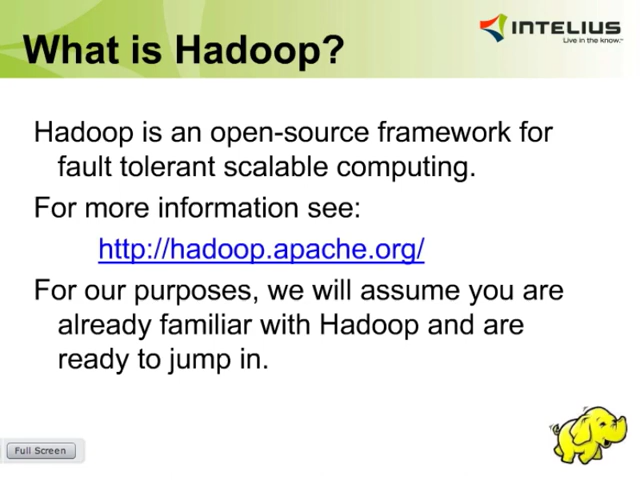 What is Hadoop?
INTELIUS
Live in the know.™
Hadoop is an open-source framework for
fault tolerant scalable computing.
For more information see:
http://hadoop.apache.org/
For our purposes, we will assume you are
already familiar with Hadoop and are
ready to jump in.
Full Screen